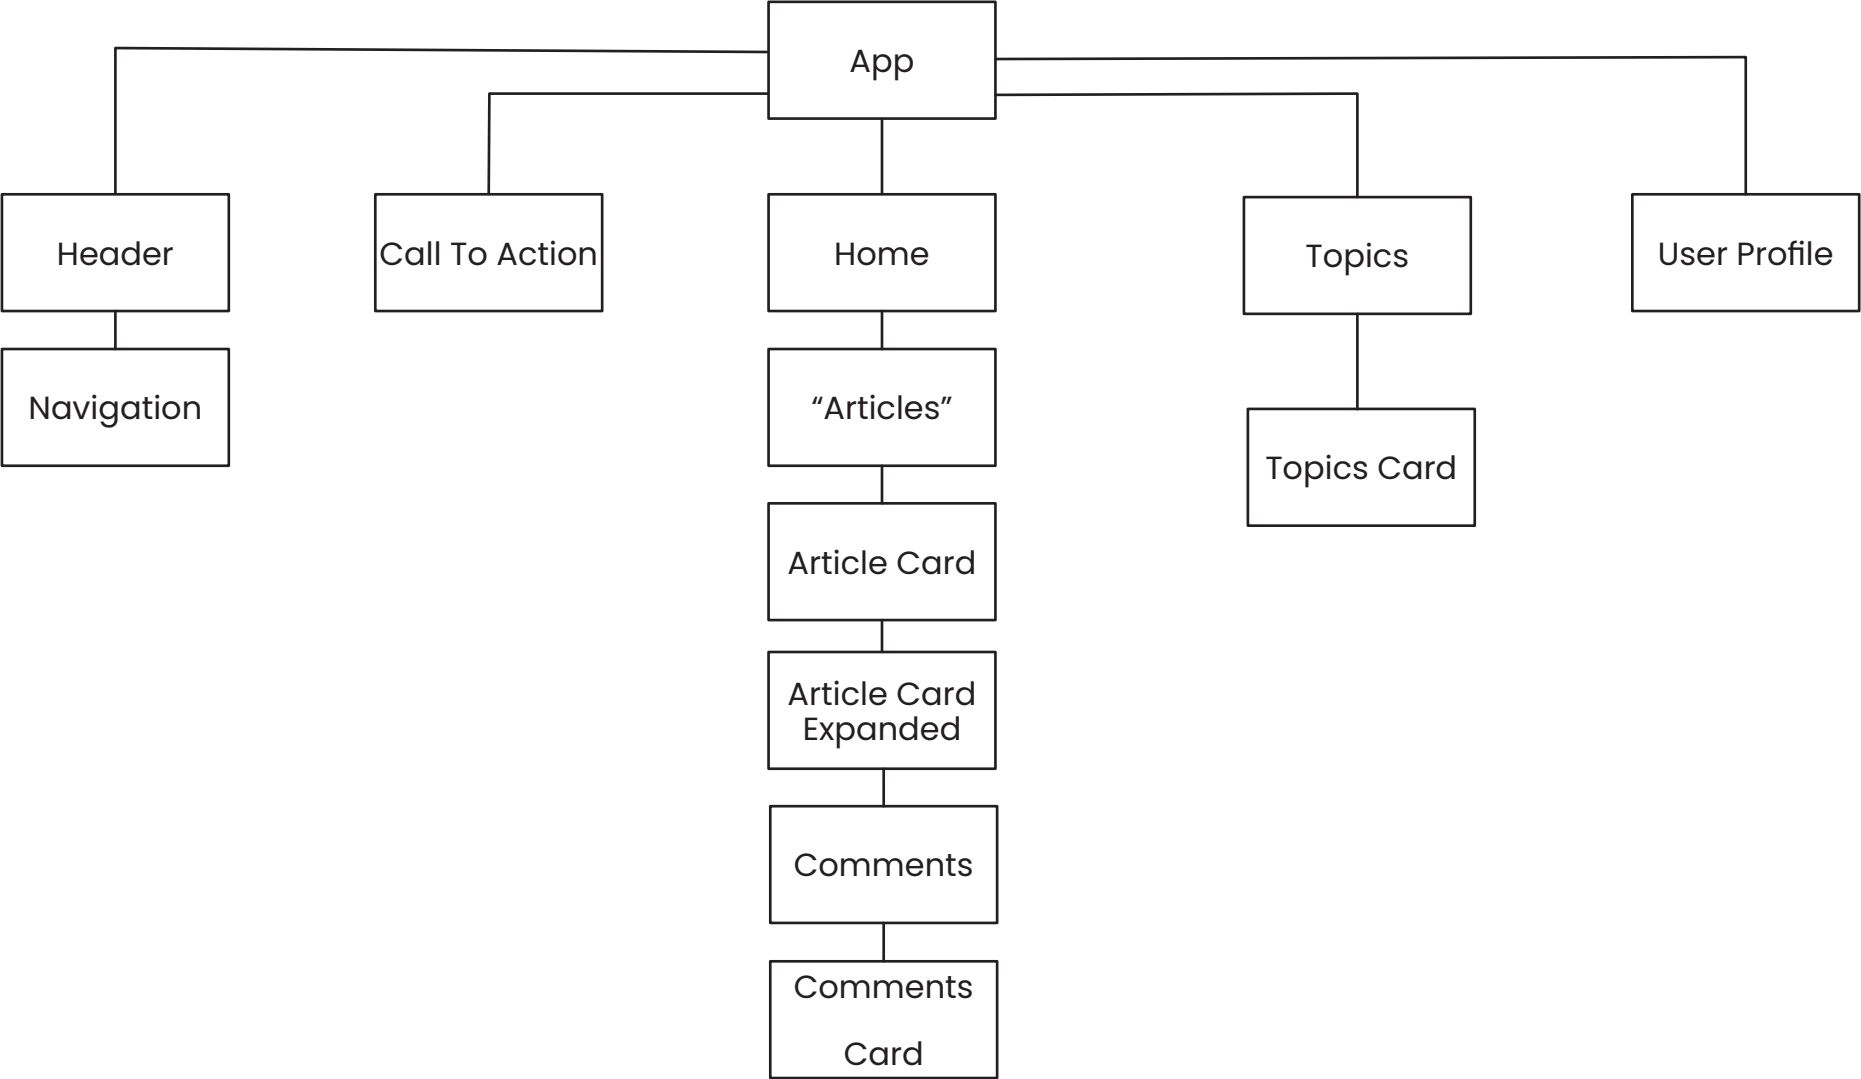 App
Header
Call To Action
Home
Topics
User Profile
Navigation
“Articles”
Topics Card
Article Card
Article Card
Expanded
Comments
Comments
Card